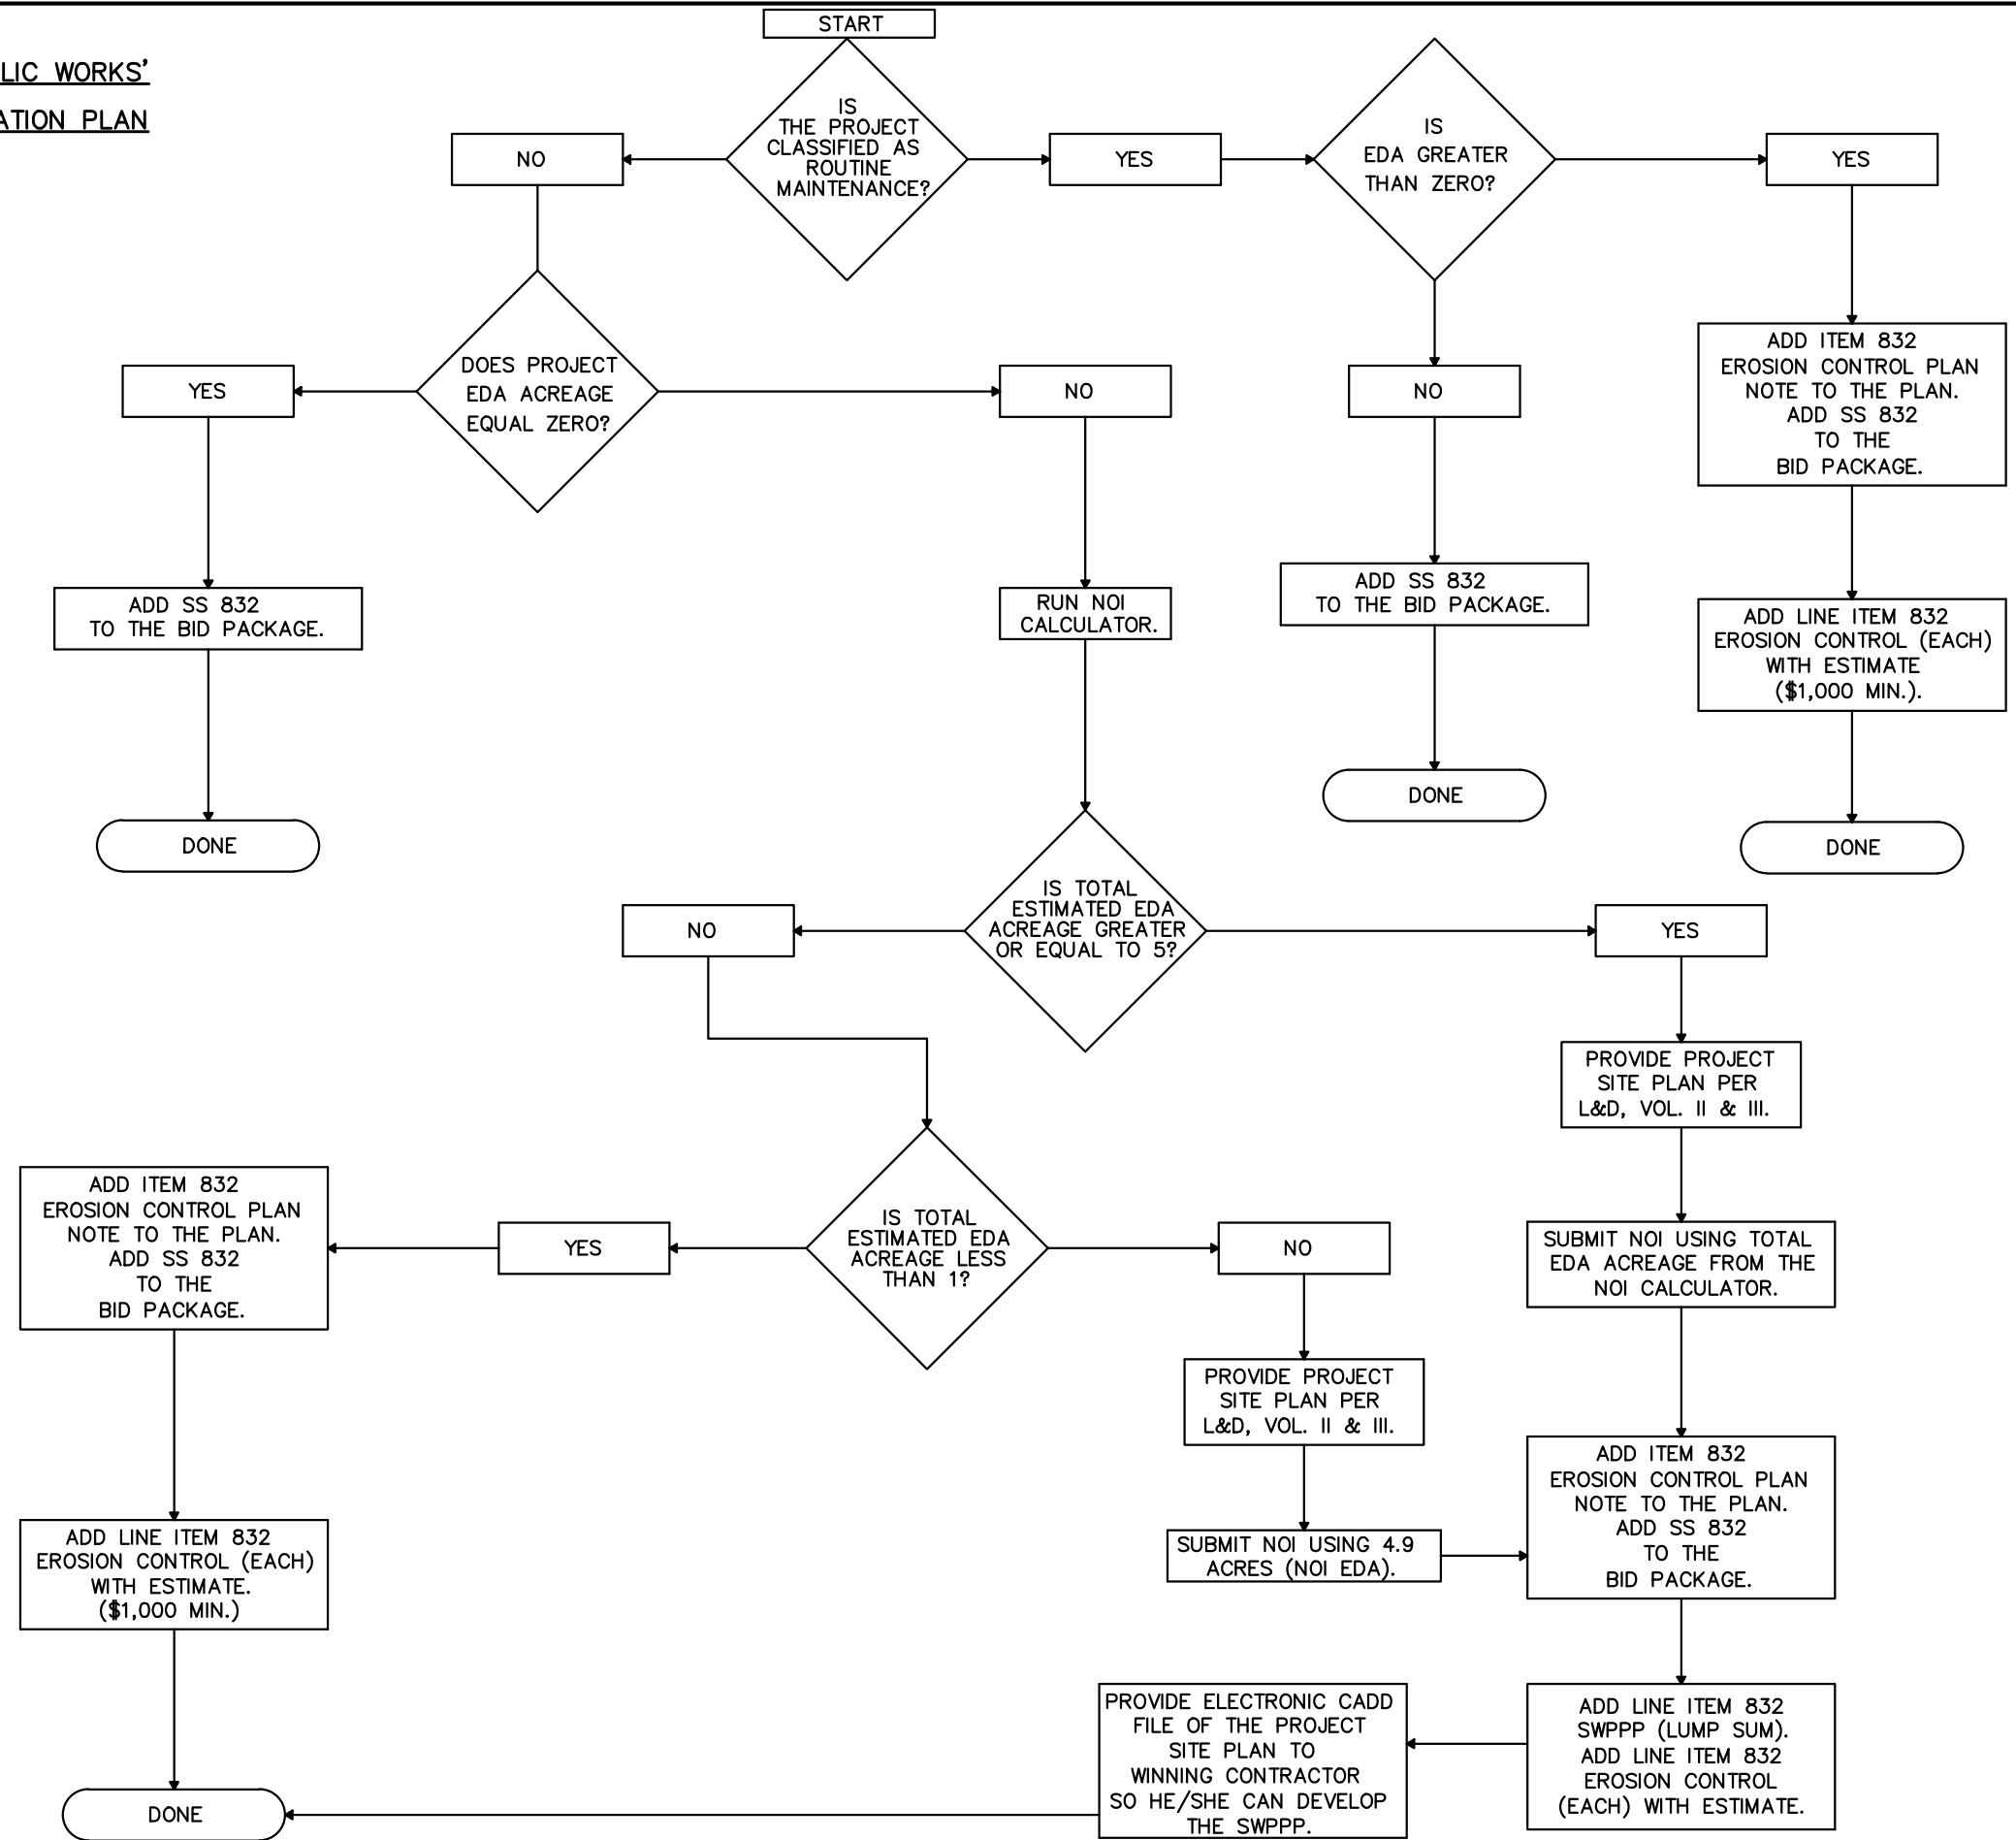 LIC WORKS'
ATION PLAN
START
IS
THE PROJECT
CLASSIFIED AS
ROUTINE
MAINTENANCE?
NO
YES
IS
EDA GREATER
THAN ZERO?
YES
DOES PROJECT
EDA ACREAGE
EQUAL ZERO?
YES
NO
NO
ADD ITEM 832
EROSION CONTROL PLAN
NOTE TO THE PLAN.
ADD SS 832
TO THE
BID PACKAGE.
ADD SS 832
TO THE BID PACKAGE.
RUN NOI
CALCULATOR.
ADD SS 832
TO THE BID PACKAGE.
ADD LINE ITEM 832
EROSION CONTROL (EACH)
WITH ESTIMATE
($1,000 MIN.).
DONE
DONE
DONE
IS TOTAL
ESTIMATED EDA
ACREAGE GREATER
OR EQUAL TO 5?
NO
YES
PROVIDE PROJECT
SITE PLAN PER
L&D, VOL. II & III.
ADD ITEM 832
EROSION CONTROL PLAN
NOTE TO THE PLAN.
ADD SS 832
TO THE
BID PACKAGE.
YES
IS TOTAL
ESTIMATED EDA
ACREAGE LESS
THAN 1?
NO
SUBMIT NOI USING TOTAL
EDA ACREAGE FROM THE
NOI CALCULATOR.
PROVIDE PROJECT
SITE PLAN PER
L&D, VOL. II & III.
ADD LINE ITEM 832
EROSION CONTROL (EACH)
WITH ESTIMATE.
($1,000 MIN.)
SUBMIT NOI USING 4.9
ACRES (NOI EDA).
ADD ITEM 832
EROSION CONTROL PLAN
NOTE TO THE PLAN.
ADD SS 832
TO THE
BID PACKAGE.
PROVIDE ELECTRONIC CADD
FILE OF THE PROJECT
SITE PLAN TO
WINNING CONTRACTOR
SO HE/SHE CAN DEVELOP
THE SWPPP.
ADD LINE ITEM 832
SWPPP (LUMP SUM).
ADD LINE ITEM 832
EROSION CONTROL
(EACH) WITH ESTIMATE.
DONE